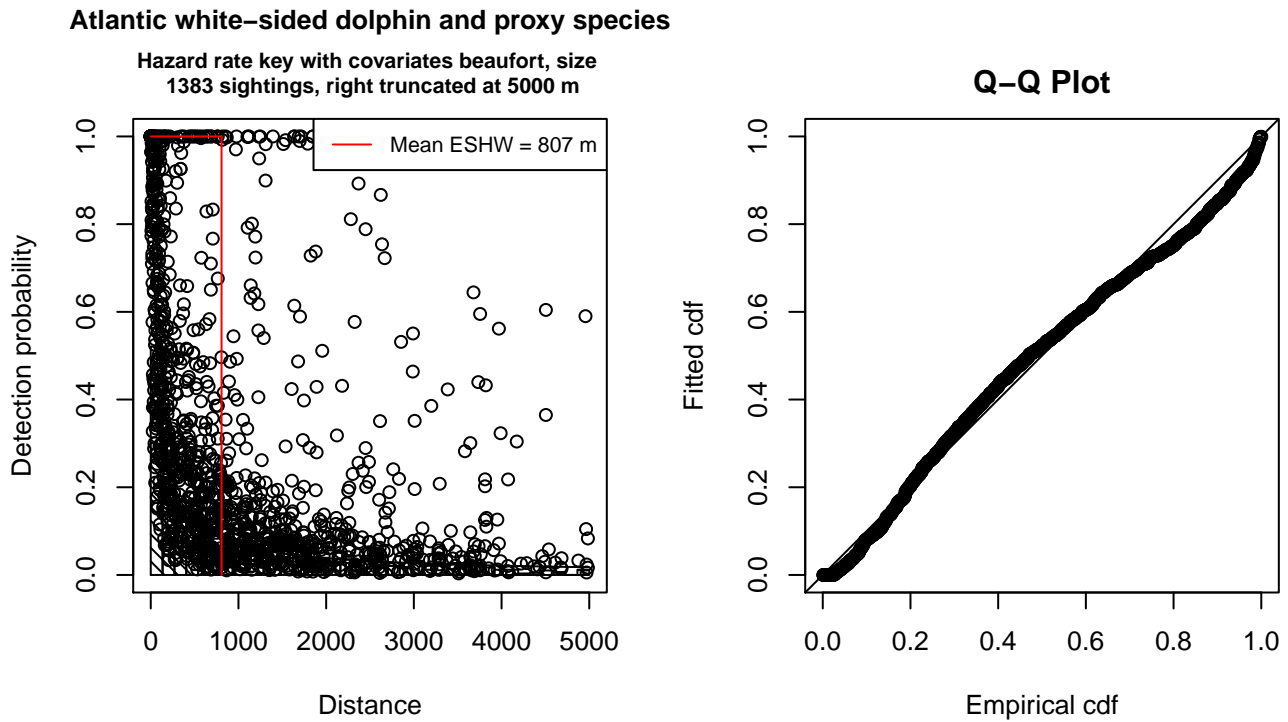 Atlantic white−sided dolphin and proxy species
Hazard rate key with covariates beaufort, size
1383 sightings, right truncated at 5000 m
Mean ESHW = 807 m
Detection probability
1.0
0.8
0.6
0.4
0.2
0.0
0 1000 2000 3000 4000 5000
Distance
Q−Q Plot
Fitted cdf
1.0
0.8
0.6
0.4
0.2
0.0
0.0 0.2 0.4 0.6 0.8 1.0
Empirical cdf